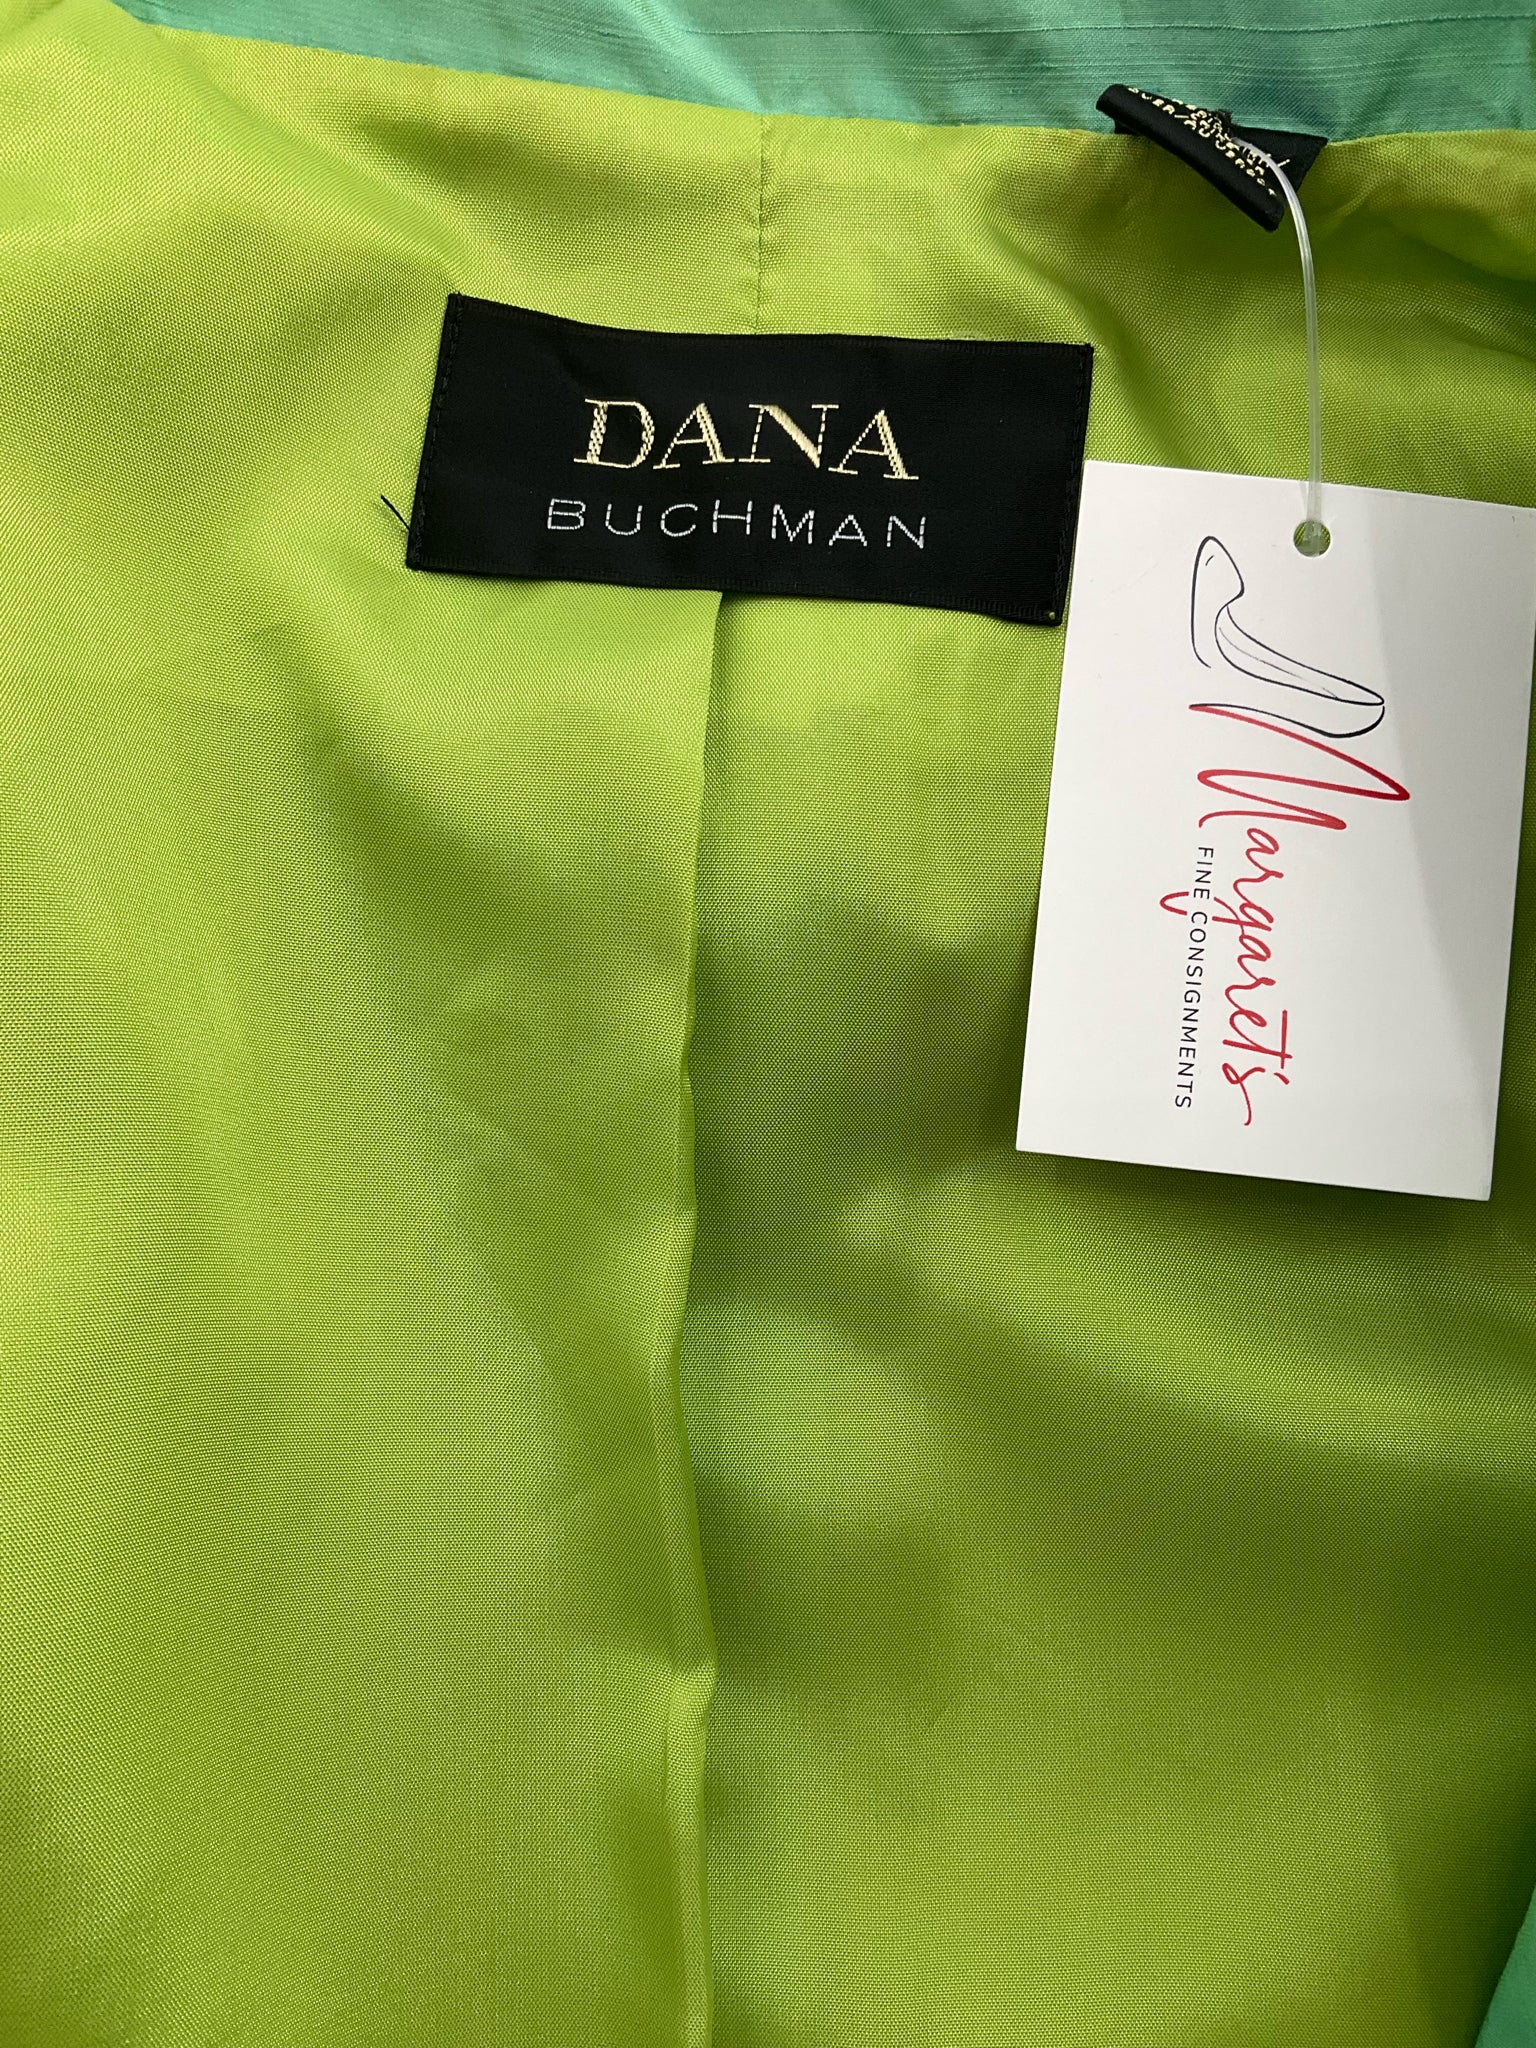 DANA
BUCHMAN
Margaret's
FINE CONSIGNMENTS